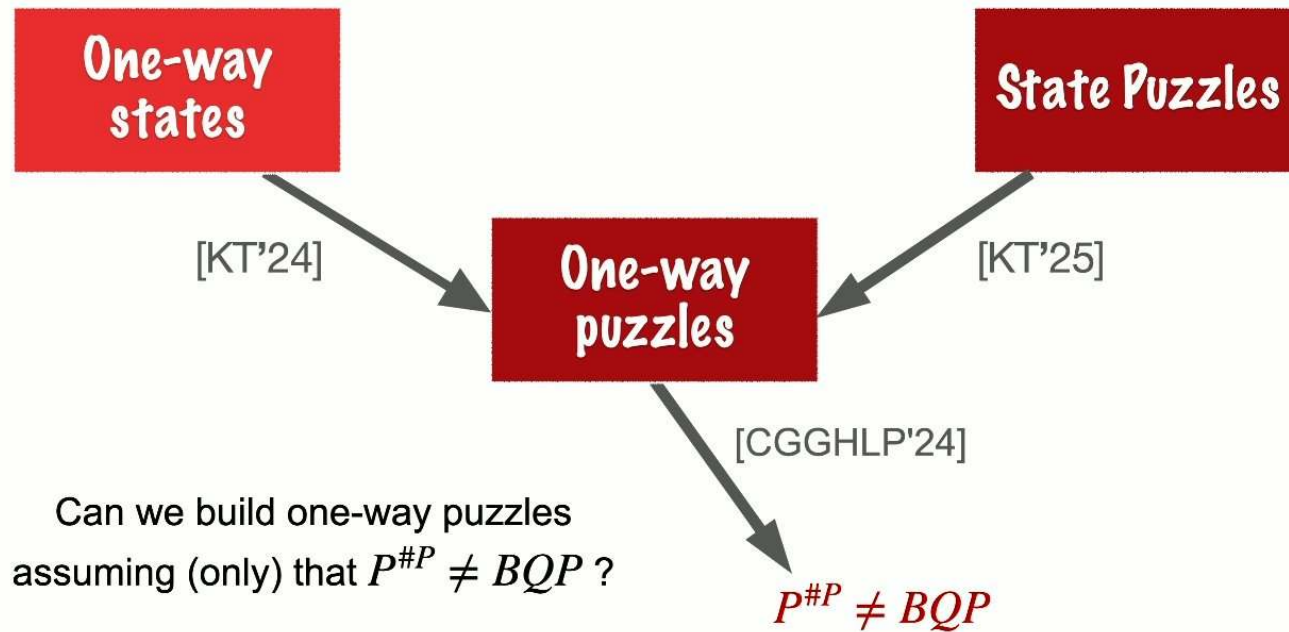 One-way
states
State Puzzles
[KT'24]
[KT'25]
One-way
puzzles
[CGGHLP'24]
Can we build one-way puzzles
assuming (only) that P^{#P} ≠ BQP ?
P^{#P} ≠ BQP